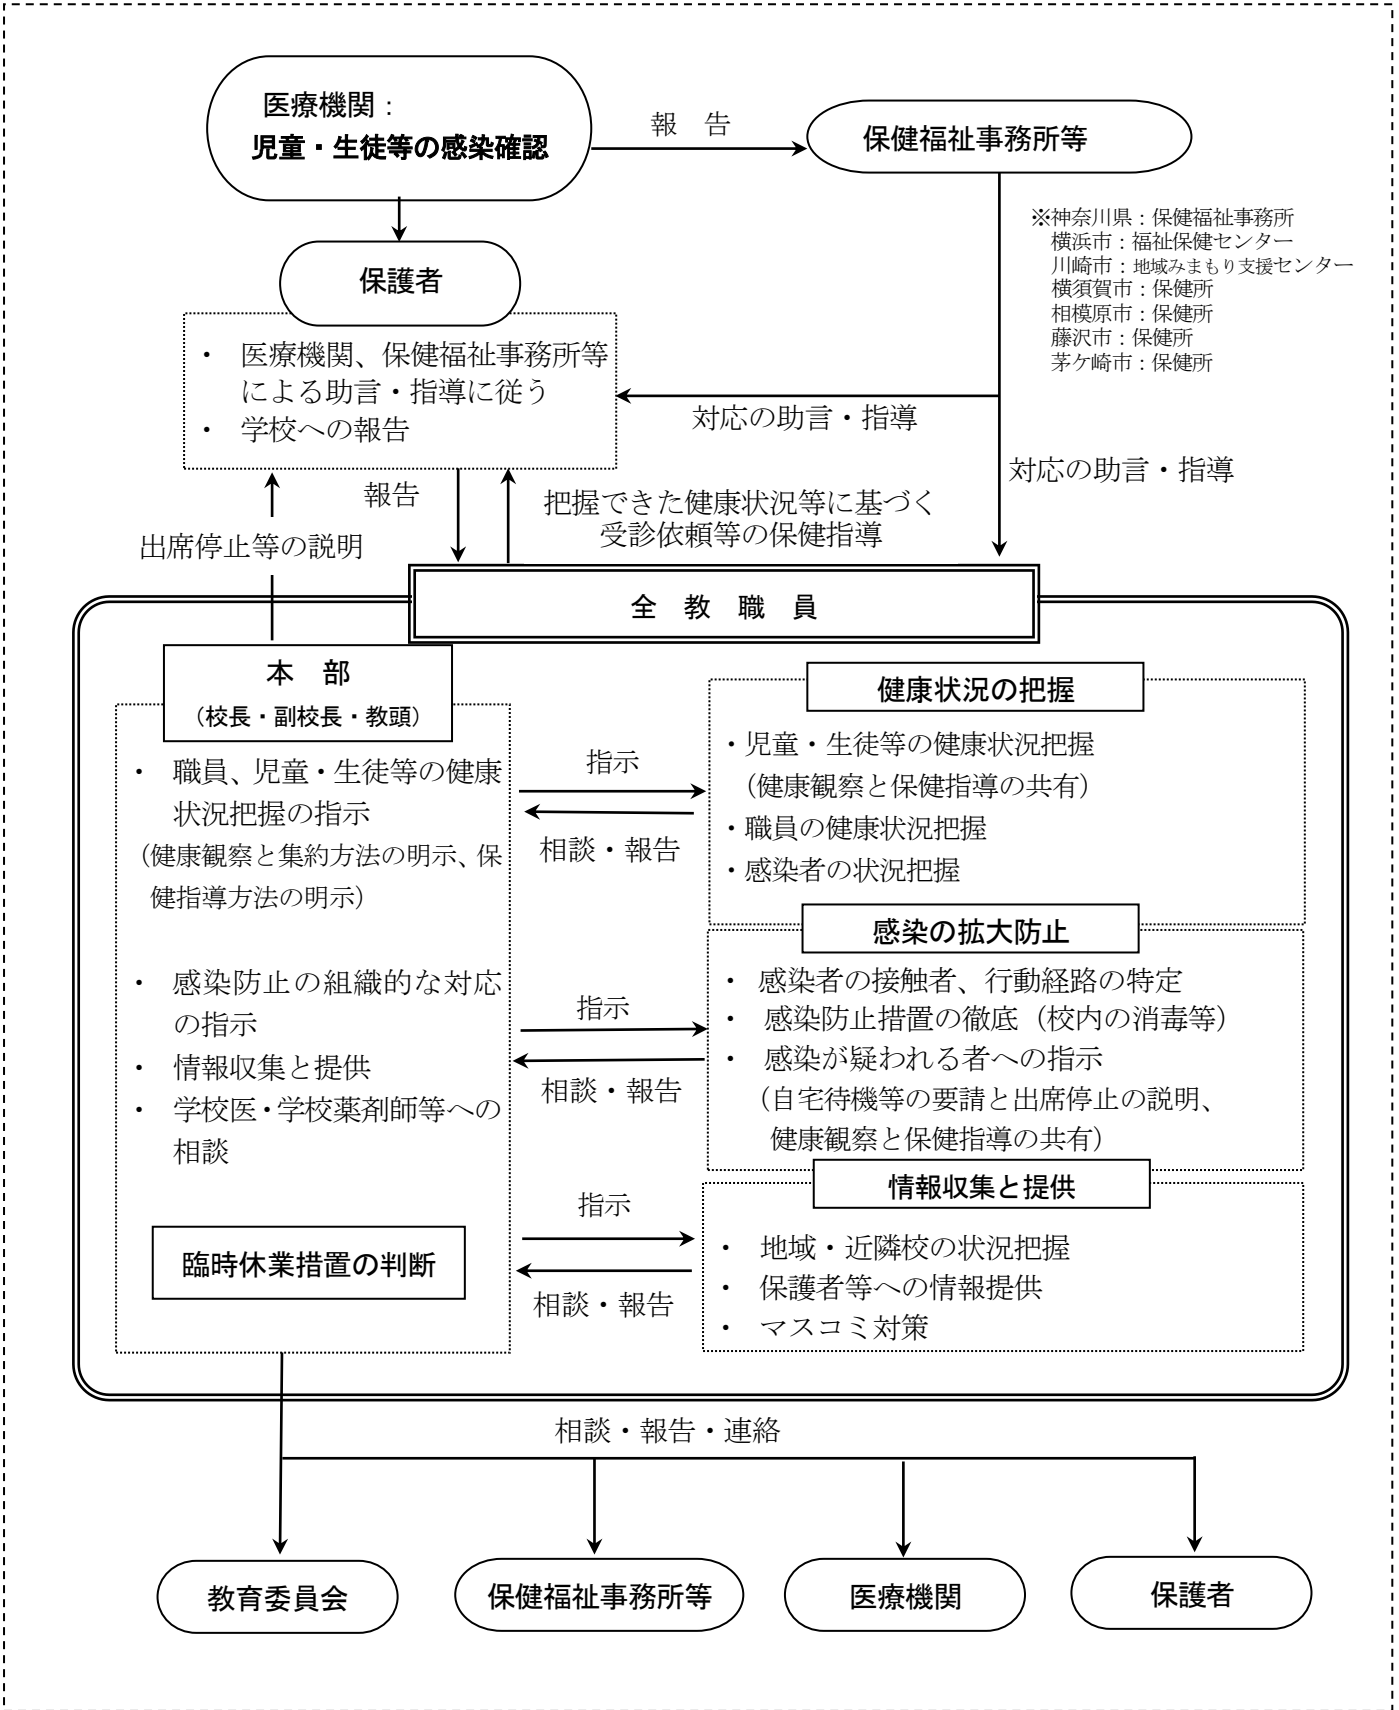 医療機関：
児童・生徒等の感染確認
報　告
保健福祉事務所等
※神奈川県：保健福祉事務所
横浜市：福祉保健センター
川崎市：地域みまもり支援センター
横須賀市：保健所
相模原市：保健所
藤沢市：保健所
茅ケ崎市：保健所
保護者
・　医療機関、保健福祉事務所等
による助言・指導に従う
・　学校への報告
対応の助言・指導
対応の助言・指導
報告
把握できた健康状況等に基づく
受診依頼等の保健指導
出席停止等の説明
全　教　職　員
本　部
（校長・副校長・教頭）
・　職員、児童・生徒等の健康
状況把握の指示
（健康観察と集約方法の明示、保
健指導方法の明示）
・　感染防止の組織的な対応
の指示
・　情報収集と提供
・　学校医・学校薬剤師等への
相談
臨時休業措置の判断
指示
相談・報告
健康状況の把握
・児童・生徒等の健康状況把握
（健康観察と保健指導の共有）
・職員の健康状況把握
・感染者の状況把握
指示
相談・報告
感染の拡大防止
・　感染者の接触者、行動経路の特定
・　感染防止措置の徹底（校内の消毒等）
・　感染が疑われる者への指示
（自宅待機等の要請と出席停止の説明、
健康観察と保健指導の共有）
指示
相談・報告
情報収集と提供
・　地域・近隣校の状況把握
・　保護者等への情報提供
・　マスコミ対策
相談・報告・連絡
教育委員会
保健福祉事務所等
医療機関
保護者